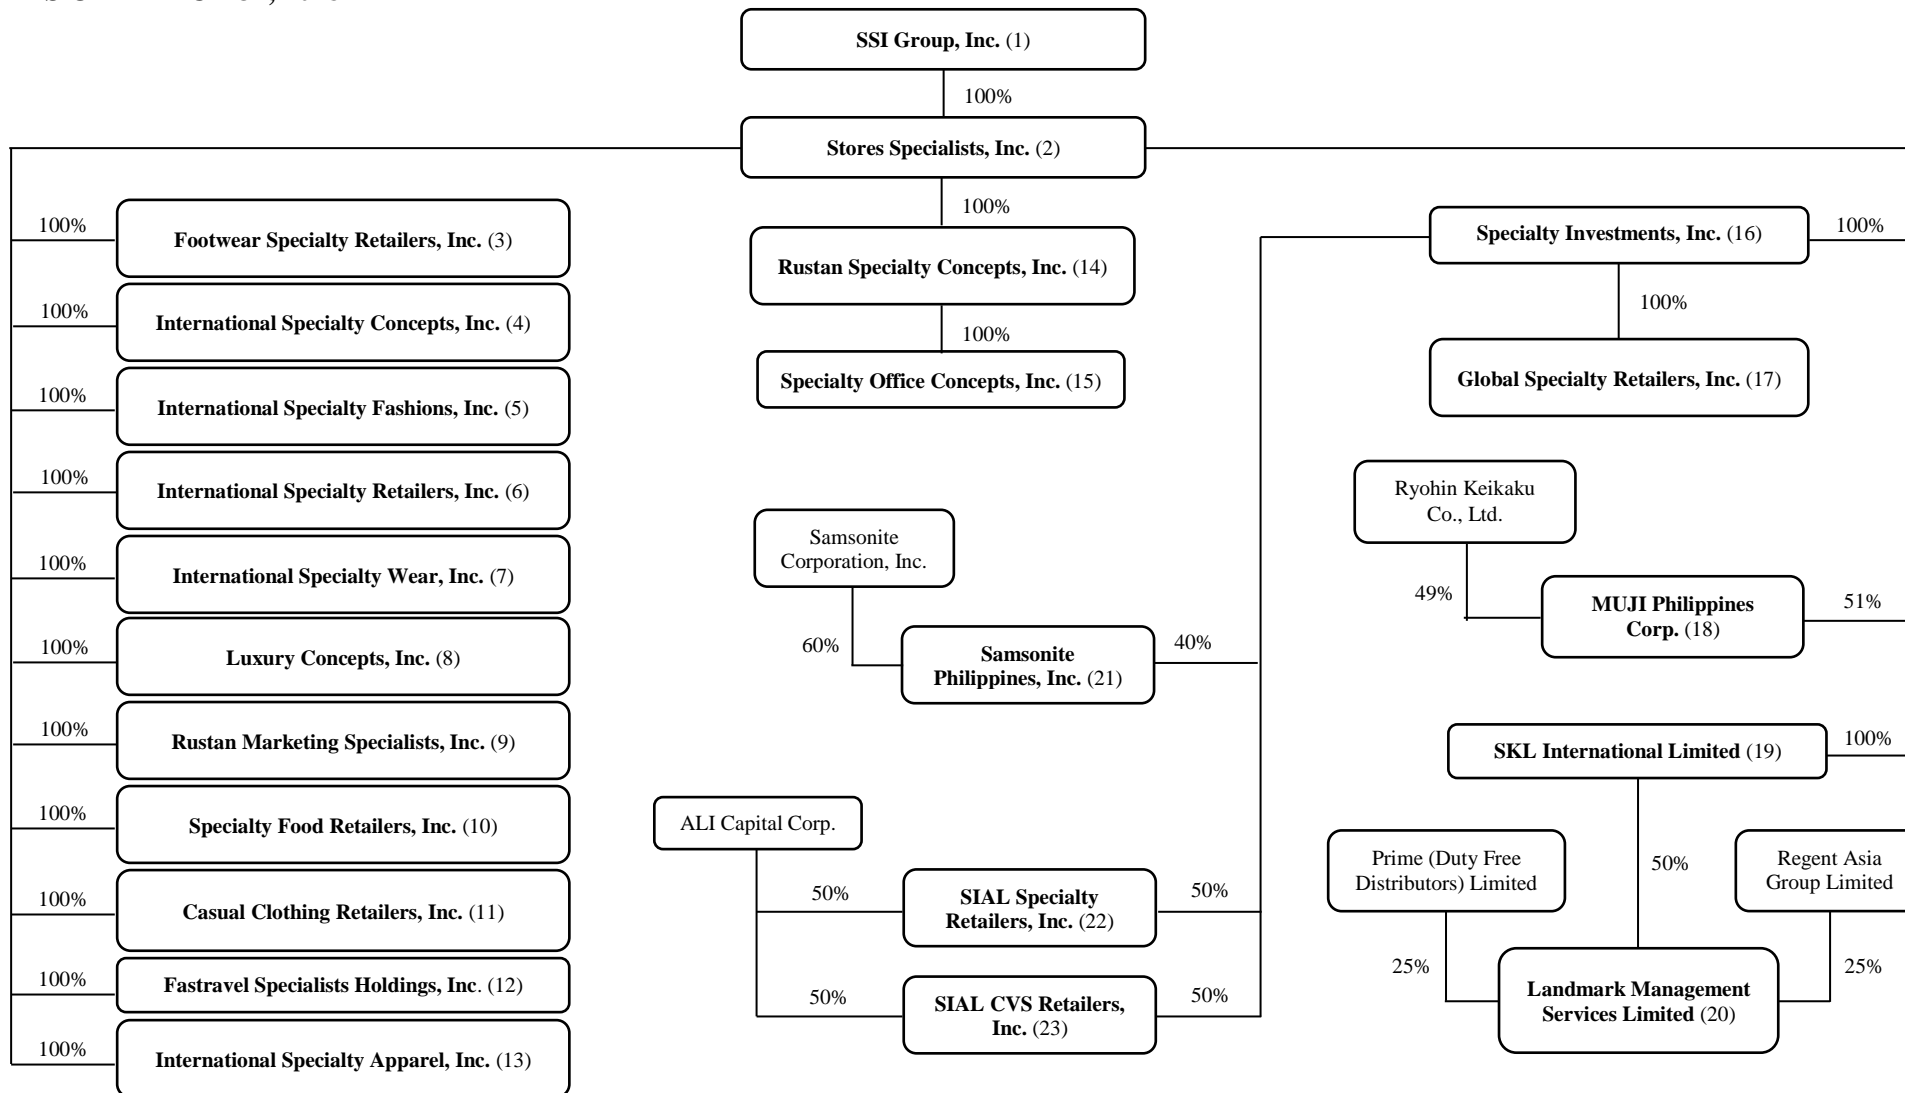 SSI Group, Inc. (1)
100%
Stores Specialists, Inc. (2)
100%
Footwear Specialty Retailers, Inc. (3)
100%
International Specialty Concepts, Inc. (4)
100%
International Specialty Fashions, Inc. (5)
100%
International Specialty Retailers, Inc. (6)
100%
International Specialty Wear, Inc. (7)
100%
Luxury Concepts, Inc. (8)
100%
Rustan Marketing Specialists, Inc. (9)
100%
Specialty Food Retailers, Inc. (10)
100%
Casual Clothing Retailers, Inc. (11)
100%
Fastravel Specialists Holdings, Inc. (12)
100%
International Specialty Apparel, Inc. (13)
100%
Rustan Specialty Concepts, Inc. (14)
100%
Specialty Office Concepts, Inc. (15)
Samsonite
Corporation, Inc.
60%
Samsonite
Philippines, Inc. (21)
40%
ALI Capital Corp.
50%
SIAL Specialty
Retailers, Inc. (22)
50%
50%
SIAL CVS Retailers,
Inc. (23)
50%
Specialty Investments, Inc. (16)
100%
100%
Global Specialty Retailers, Inc. (17)
Ryohin Keikaku
Co., Ltd.
49%
MUJI Philippines
Corp. (18)
51%
SKL International Limited (19)
100%
Prime (Duty Free
Distributors) Limited
50%
Regent Asia
Group Limited
25%
Landmark Management
Services Limited (20)
25%